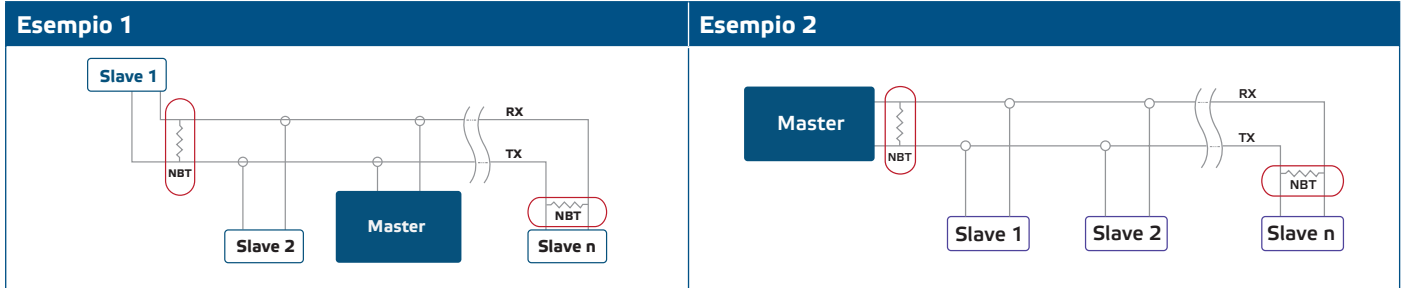 Esempio 1
Slave 1
RX
TX
NBT
NBT
Master
Slave 2
Slave n
Esempio 2
RX
Master
TX
NBT
NBT
Slave 1
Slave 2
Slave n